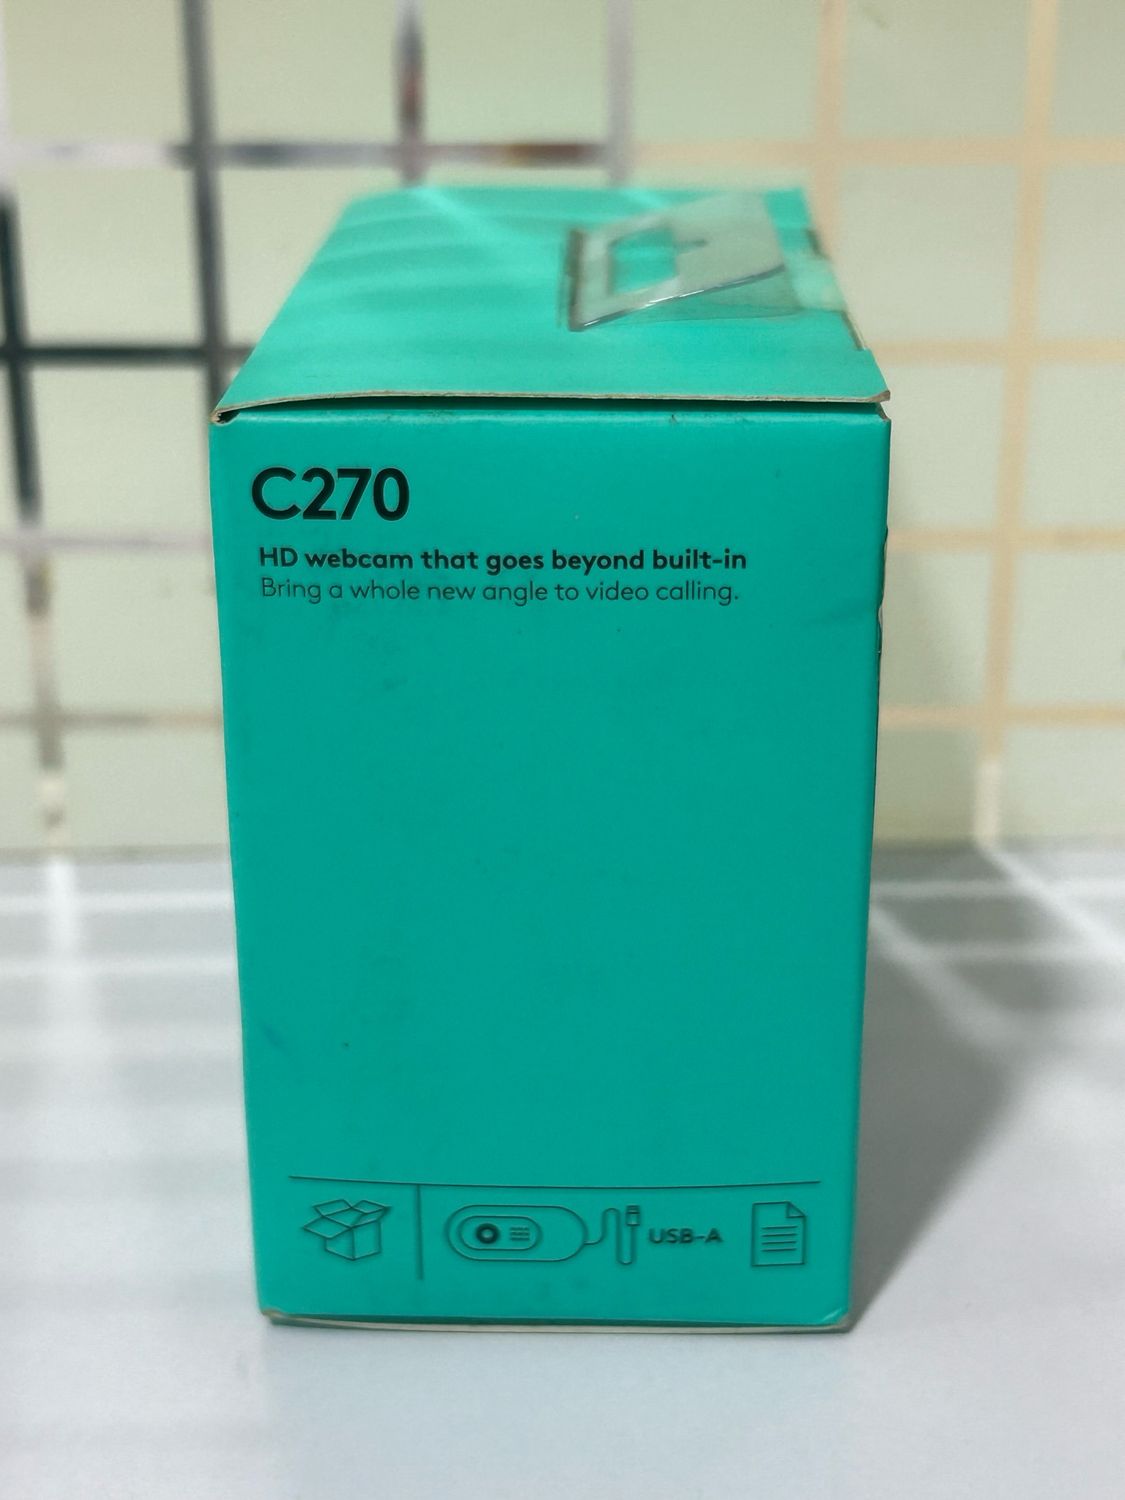 C270
HD webcam that goes beyond built-in
Bring a whole new angle to video calling.
USB-A